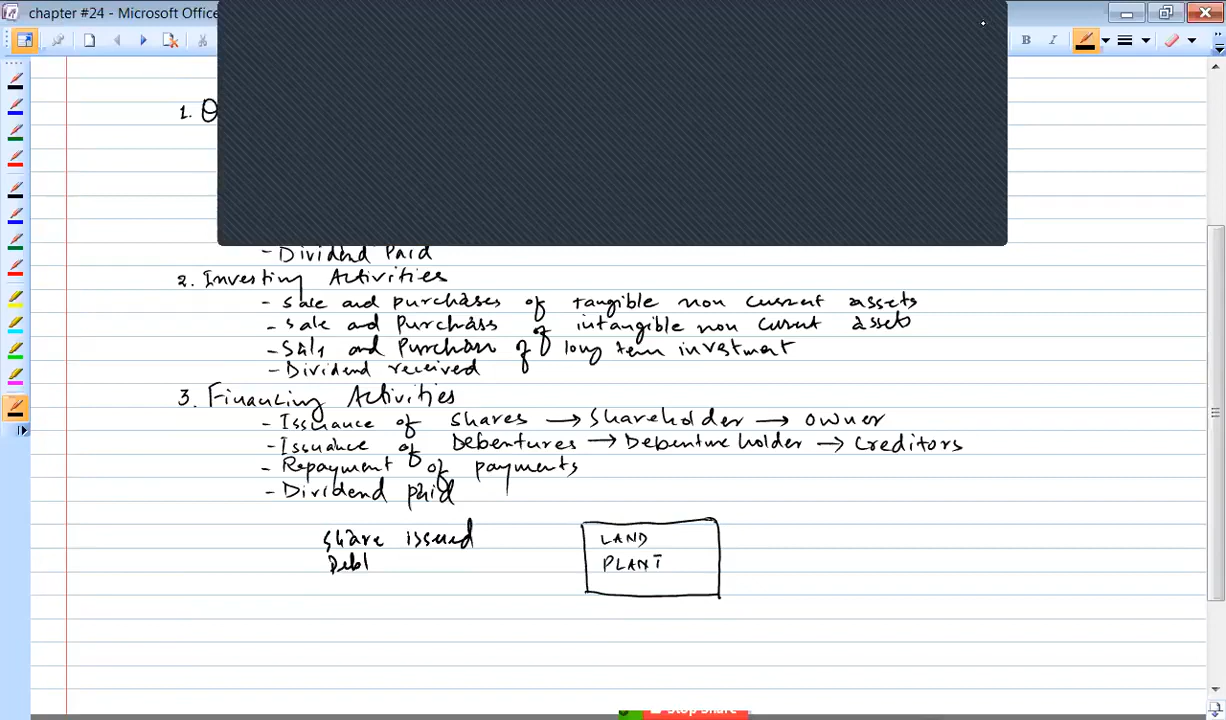 chapter #24 - Microsoft Office
B I
1. O
- Dividend Paid
2. Investing Activities
- Sale and purchases of tangible non current assets
- Sale and Purchass of intangible non current assets
- Sale and Purchase of long term investment
- Dividend received
3. Financing Activities
- Issuance of Shares → Shareholder → owner
- Issuance of Debentures → Debenture holder → Creditors
- Repayment of payments
- Dividend paid
Share issued
Debt
LAND
PLANT
Stop Share